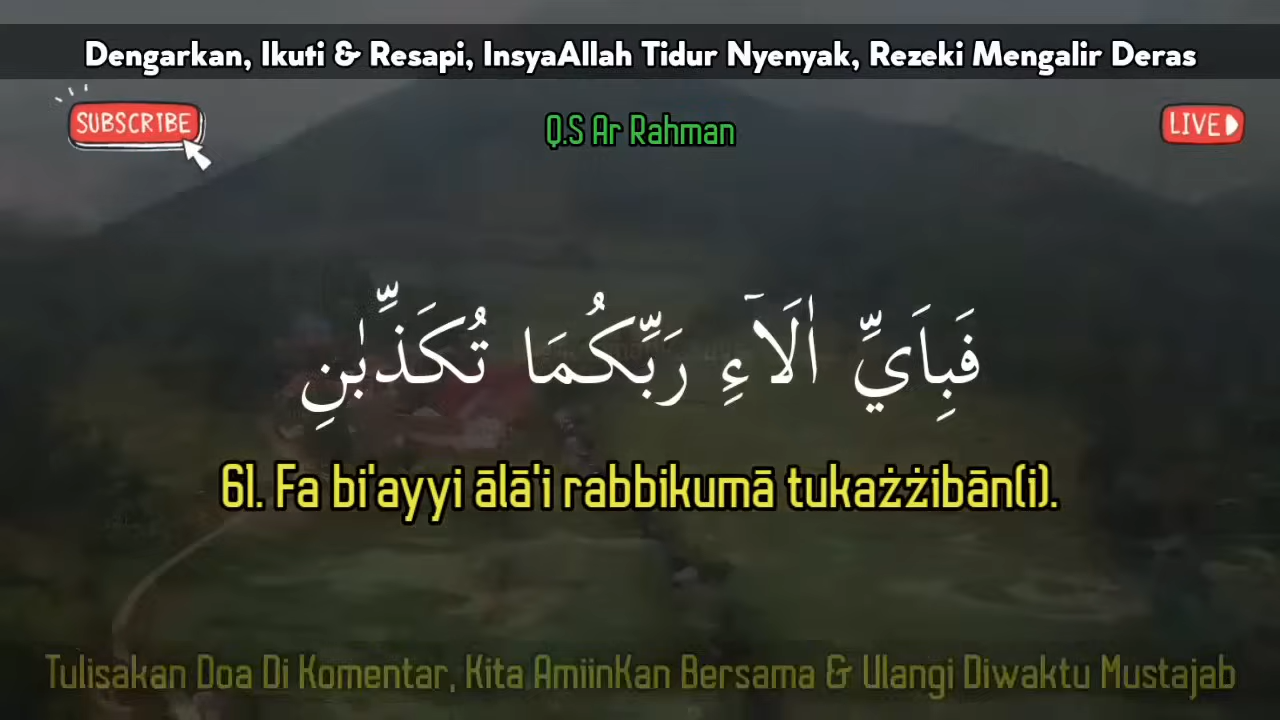 Dengarkan, Ikuti & Resapi, InsyaAllah Tidur Nyenyak, Rezeki Mengalir Deras
SUBSCRIBE
Q.S Ar Rahman
LIVE
فَبِاَيِّ اٰلَاۤءِ رَبِّكُمَا تُكَذِّبٰنِ
61. Fa bi'ayyi ālā'i rabbikumā tukażżibān(i).
Tulisakan Doa Di Komentar, Kita AmiinKan Bersama & Ulangi Diwaktu Mustajab